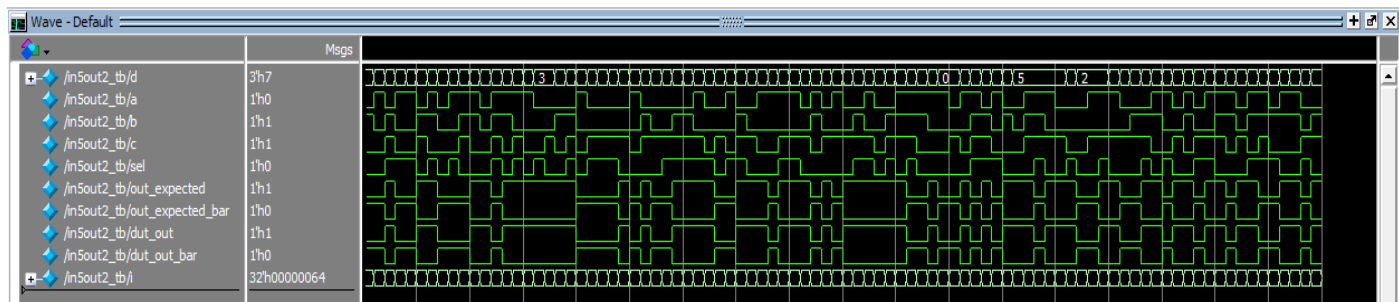 Wave - Default
Msgs
/in5out2_tb/d 3'h7 3 0 5 2
/in5out2_tb/a 1'h0
/in5out2_tb/b 1'h1
/in5out2_tb/c 1'h1
/in5out2_tb/sel 1'h0
/in5out2_tb/out_expected 1'h1
/in5out2_tb/out_expected_bar 1'h0
/in5out2_tb/dut_out 1'h1
/in5out2_tb/dut_out_bar 1'h0
/in5out2_tb/i 32'h00000064